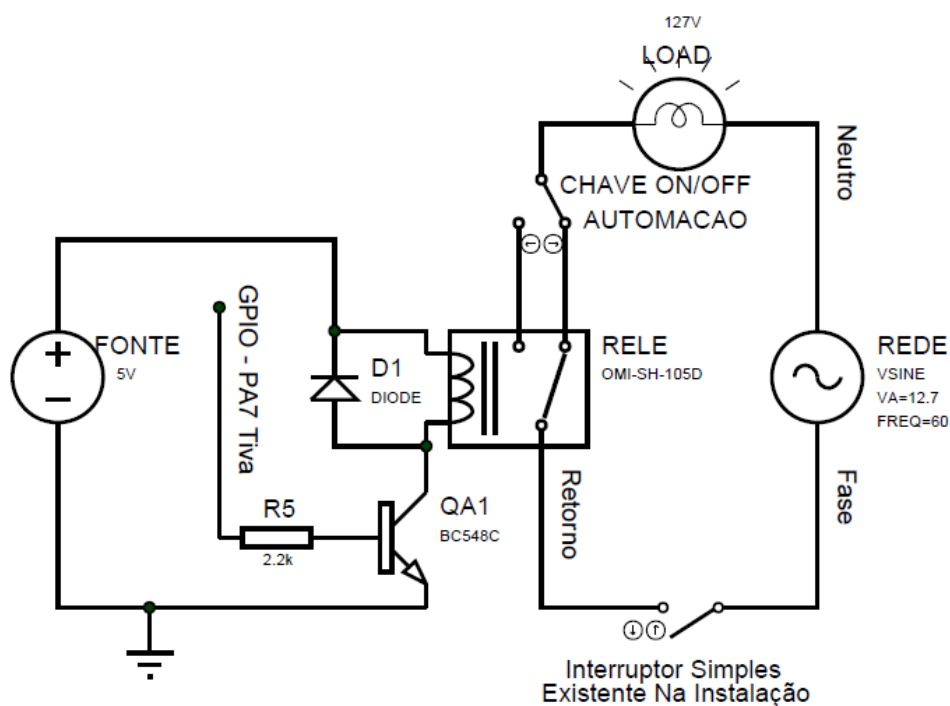 127V
LOAD
CHAVE ON/OFF
AUTOMACAO
Neutro
FONTE
5V
GPIO - PA7 Tiva
D1
DIODE
RELE
OMI-SH-105D
REDE
VSINE
VA=12.7
FREQ=60
R5
2.2k
QA1
BC548C
Retorno
Fase
Interruptor Simples
Existente Na Instalação